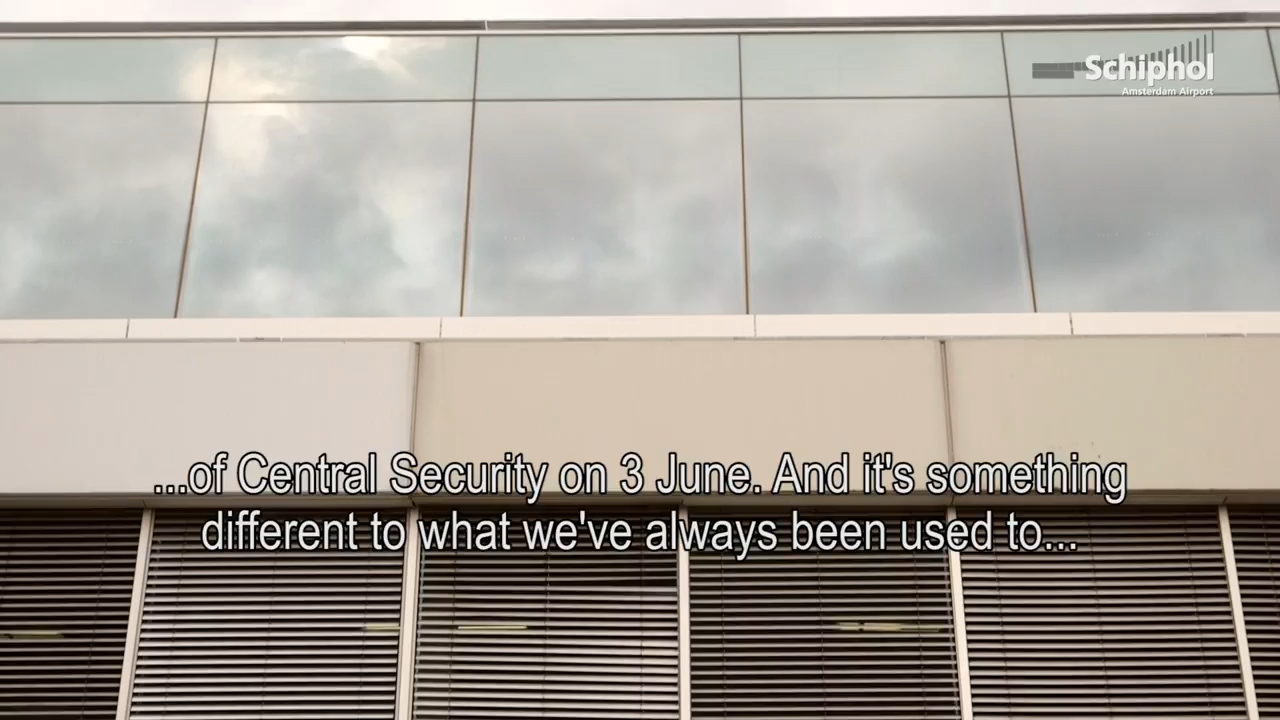 Schiphol
Amsterdam Airport
...of Central Security on 3 June. And it's something
different to what we've always been used to...